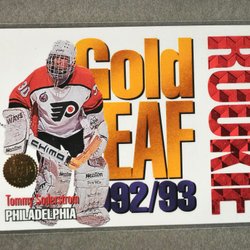 Gold
LEAF
92/93
ROOKIE
Tommy Soderstrom
PHILADELPHIA